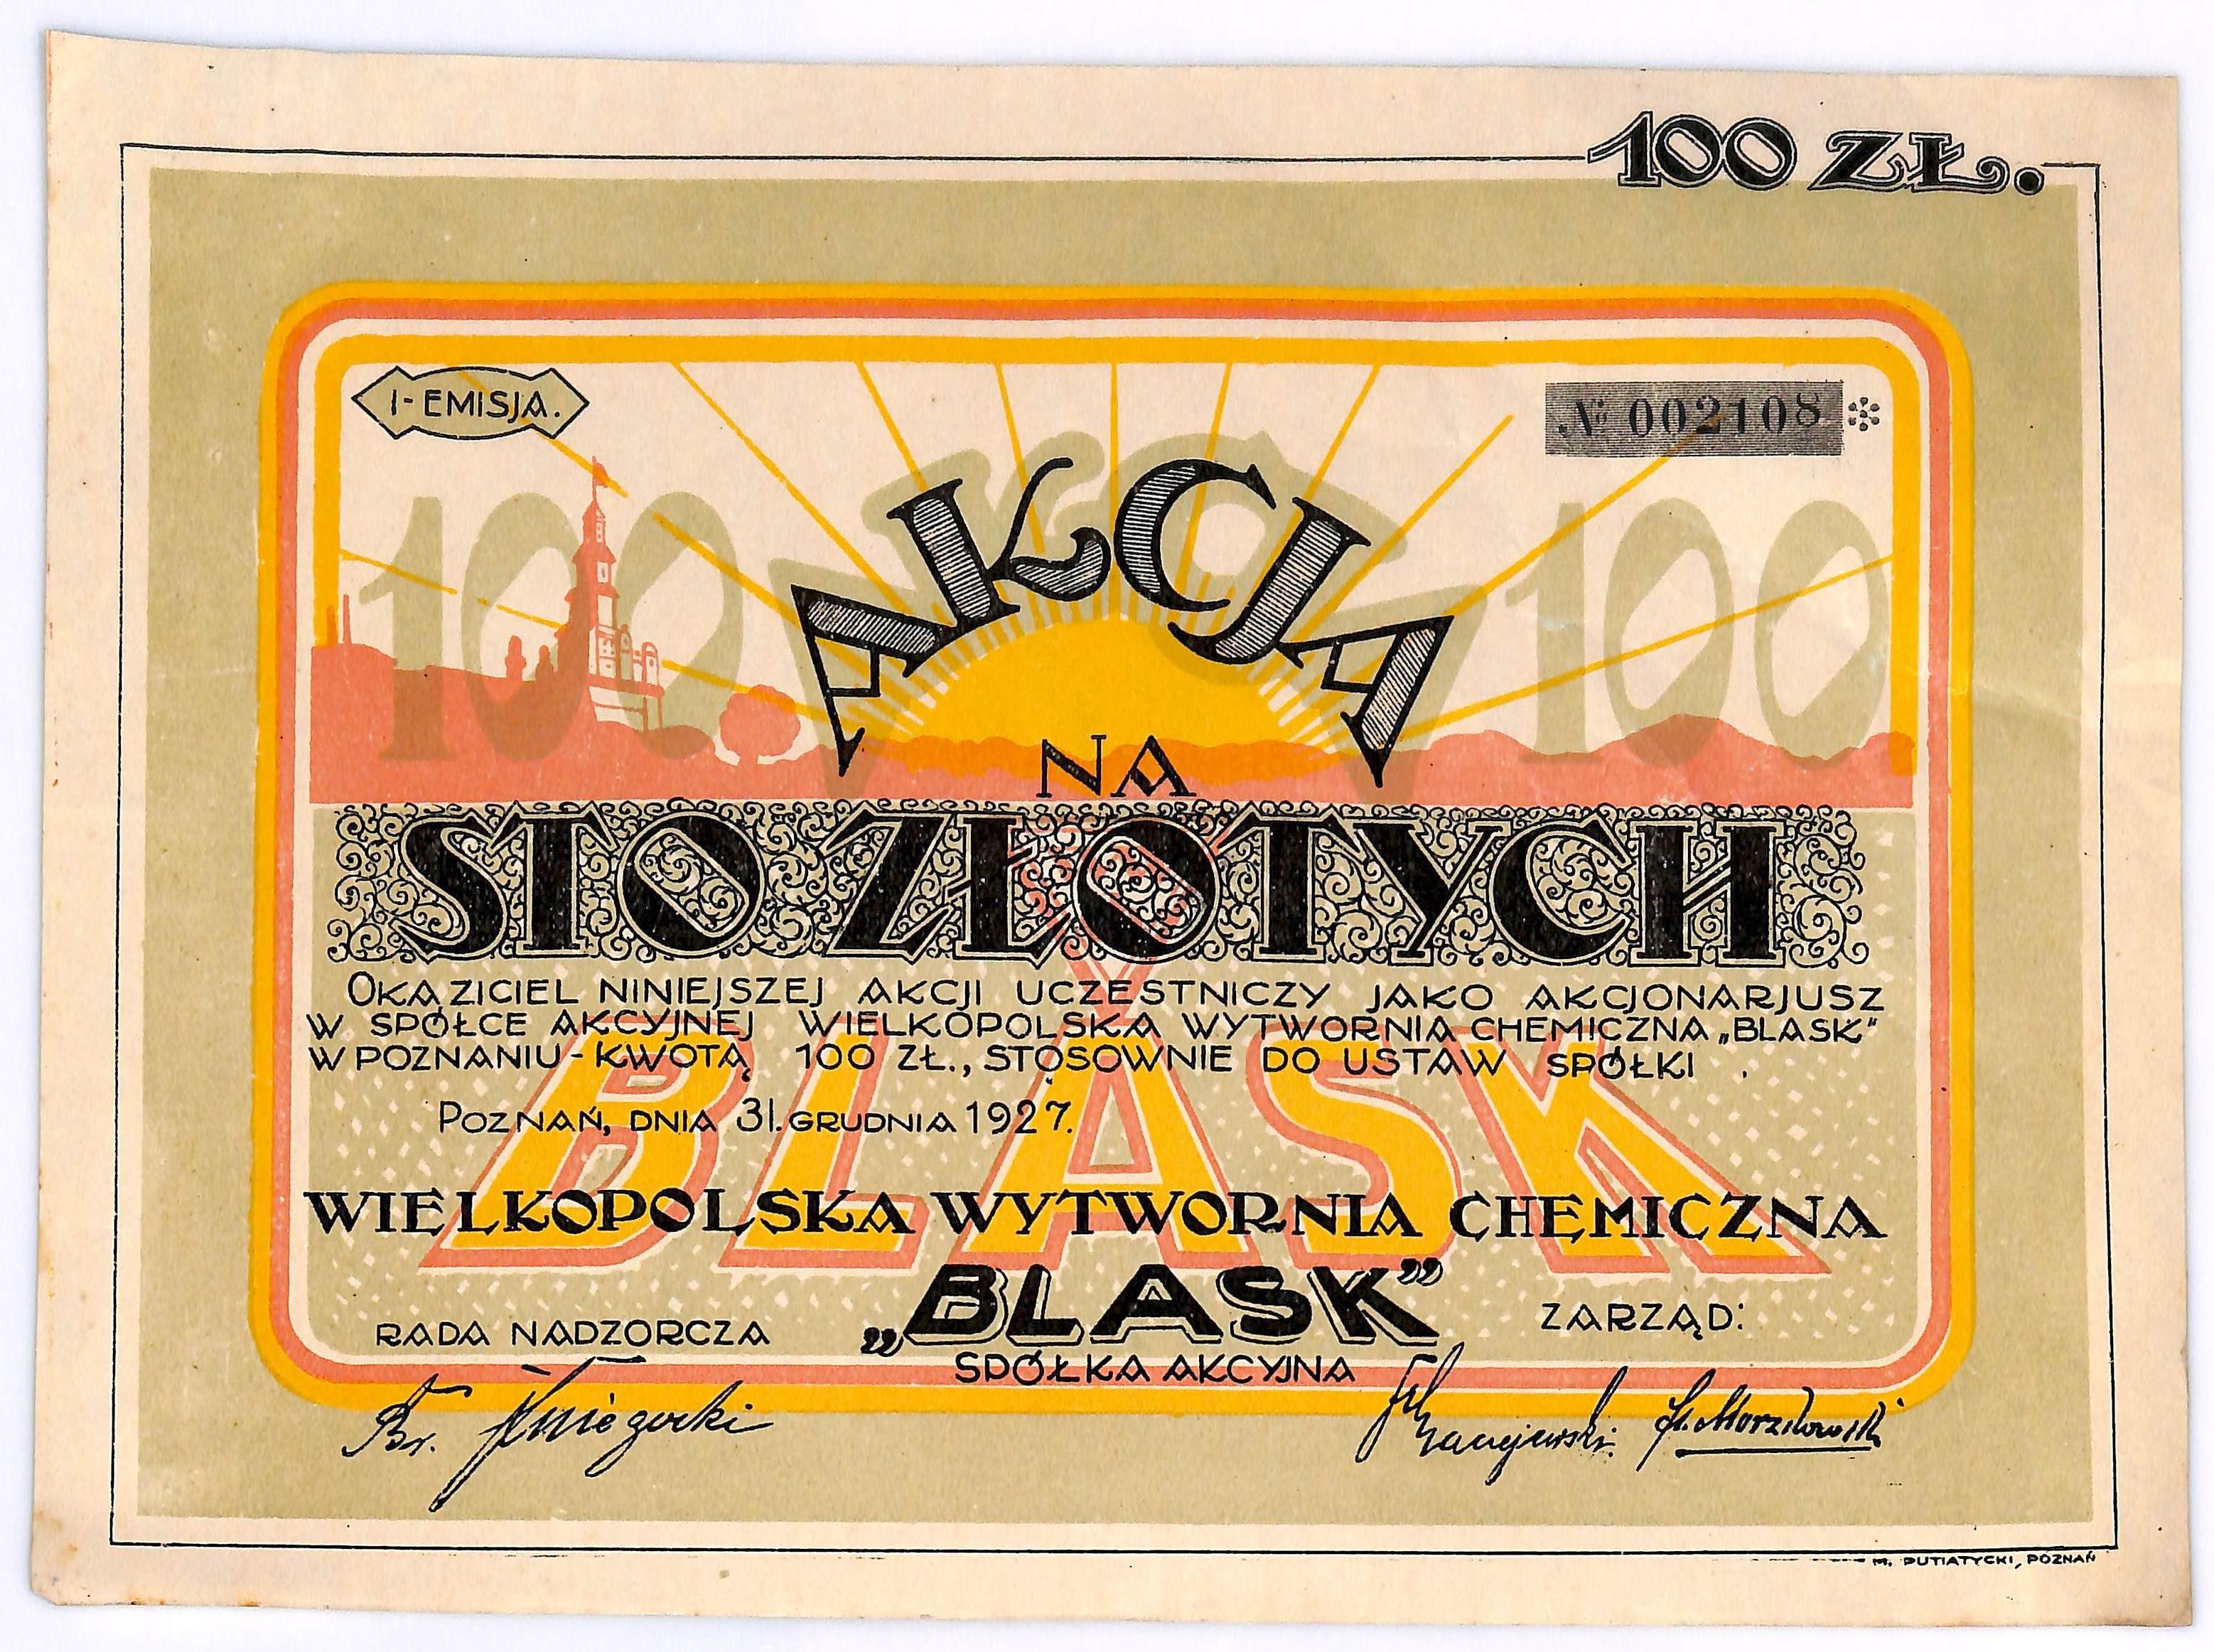 100 ZŁ.
I-EMISJA.
№ 002108
100 100
AKCJA
NA
STO ZŁOTYCH
OKAZICIEL NINIEJSZEJ AKCJI UCZESTNICZY JAKO AKCJONARJUSZ
W SPÓŁCE AKCYJNEJ WIELKOPOLSKA WYTWORNIA CHEMICZNA „BLASK"
W POZNANIU - KWOTĄ 100 ZŁ., STOSOWNIE DO USTAW SPÓŁKI.
POZNAŃ, DNIA 31. GRUDNIA 1927.
BLASK
WIELKOPOLSKA WYTWORNIA CHEMICZNA
„BLASK”
SPÓŁKA AKCYJNA
RADA NADZORCZA
ZARZĄD:
Br.
M. PUTIATYCKI, POZNAŃ